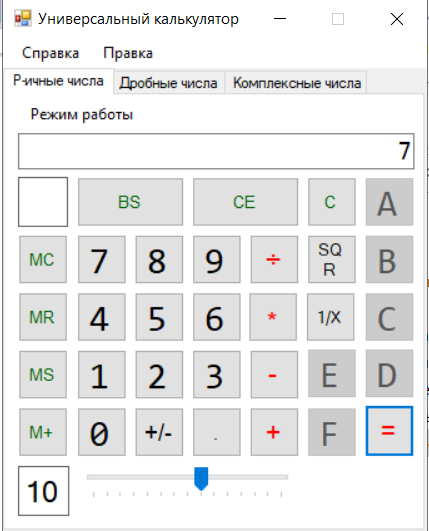 Универсальный калькулятор
Справка Правка
Р-ичные числа Дробные числа Комплексные числа
Режим работы
7
BS CE C A
MC 7 8 9 ÷ SQR B
MR 4 5 6 * 1/X C
MS 1 2 3 - E D
M+ 0 +/- . + F =
10